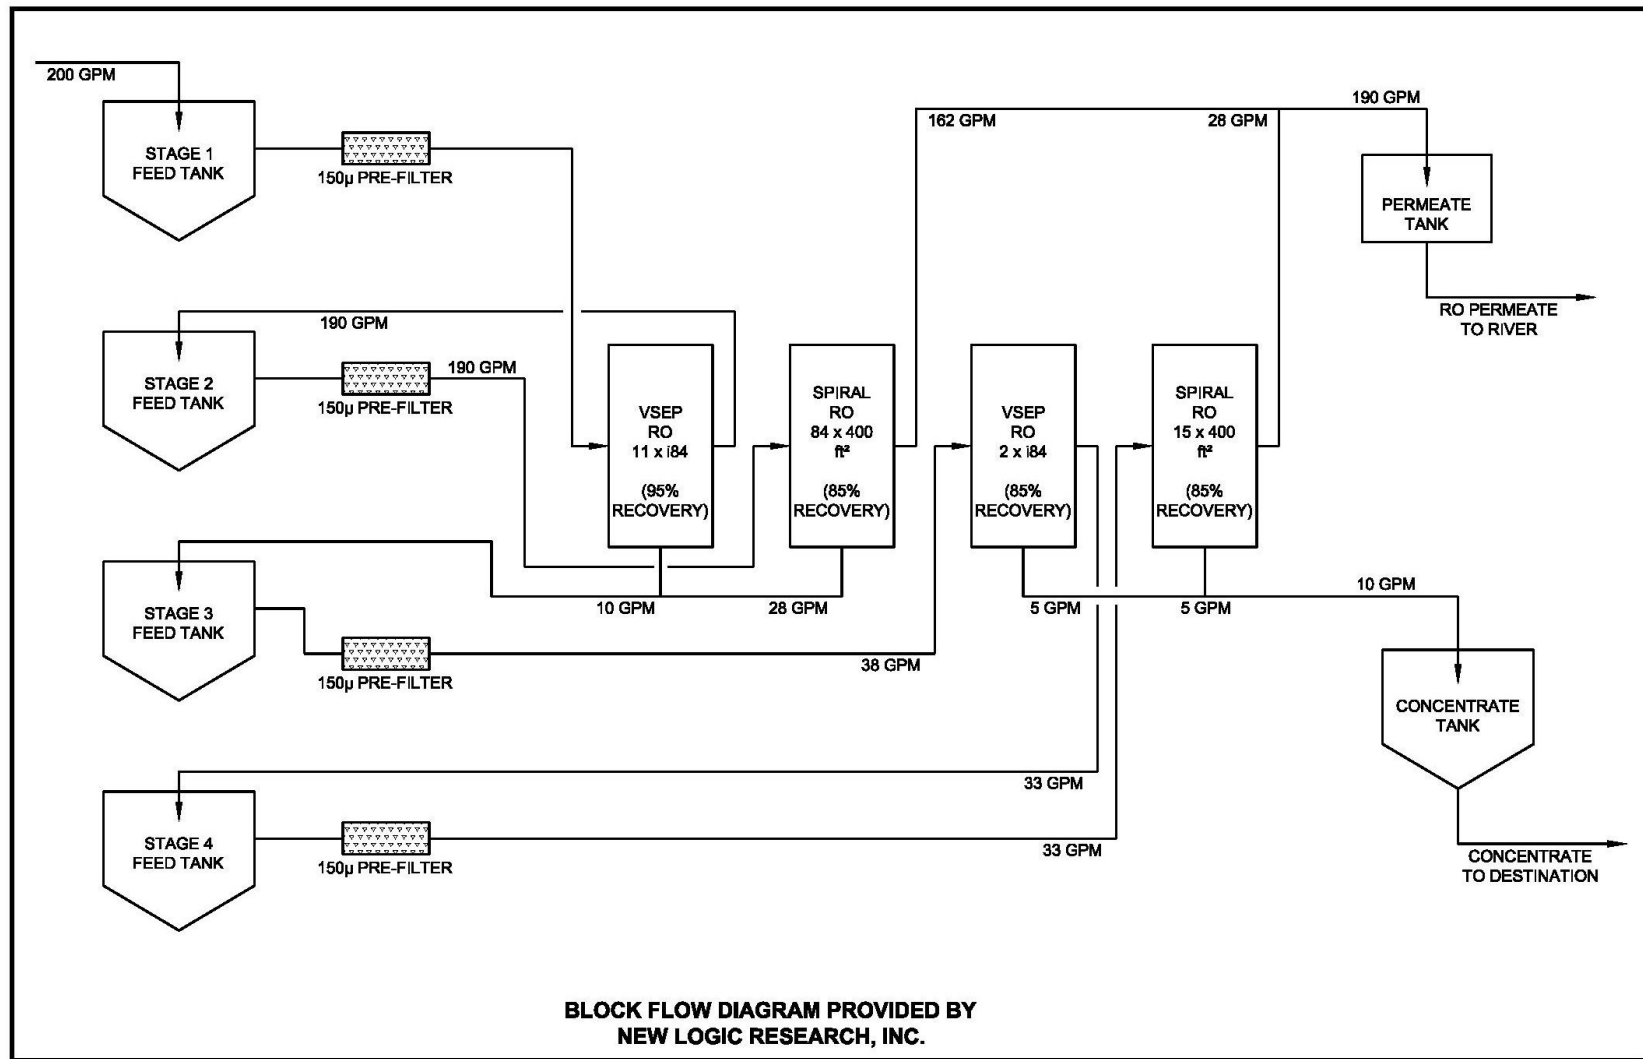 200 GPM
STAGE 1
FEED TANK
150µ PRE-FILTER
162 GPM
28 GPM
190 GPM
PERMEATE
TANK
RO PERMEATE
TO RIVER
190 GPM
STAGE 2
FEED TANK
150µ PRE-FILTER
190 GPM
VSEP
RO
11 x i84
(95%
RECOVERY)
SPIRAL
RO
84 x 400
ft²
(85%
RECOVERY)
VSEP
RO
2 x i84
(85%
RECOVERY)
SPIRAL
RO
15 x 400
ft²
(85%
RECOVERY)
10 GPM
28 GPM
5 GPM
5 GPM
10 GPM
STAGE 3
FEED TANK
150µ PRE-FILTER
38 GPM
CONCENTRATE
TANK
33 GPM
STAGE 4
FEED TANK
150µ PRE-FILTER
33 GPM
CONCENTRATE
TO DESTINATION
BLOCK FLOW DIAGRAM PROVIDED BY
NEW LOGIC RESEARCH, INC.